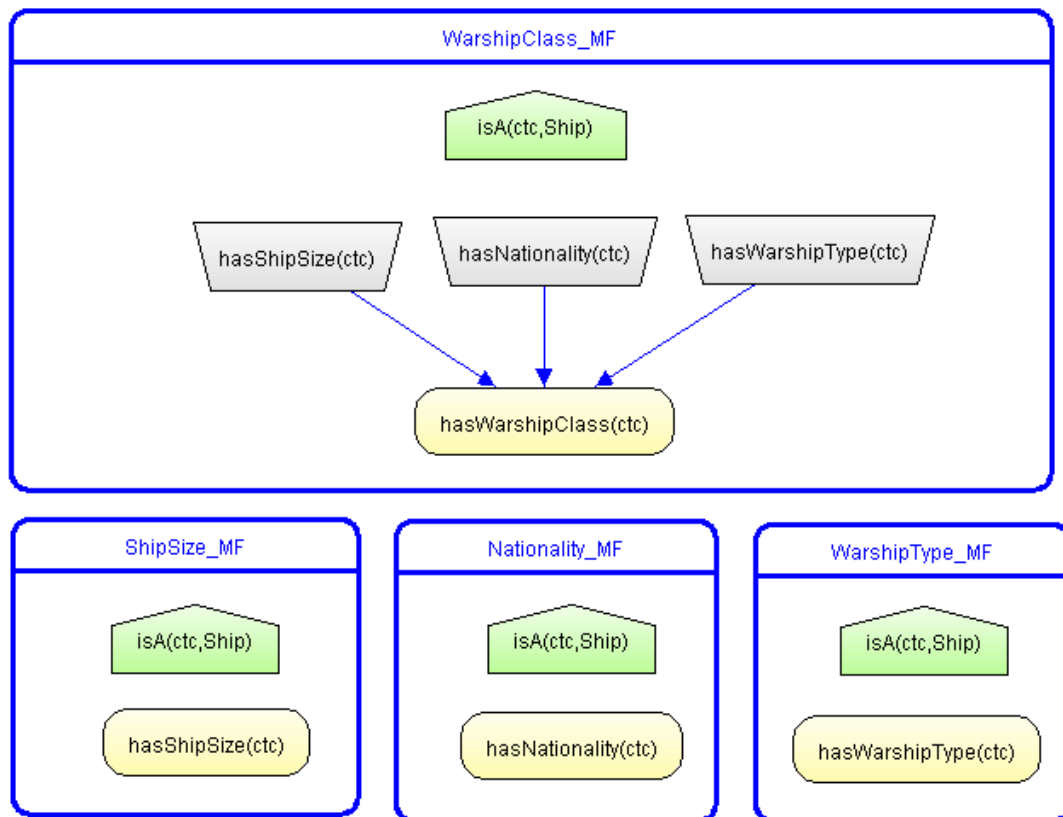 WarshipClass_MF
isA(ctc,Ship)
hasShipSize(ctc)
hasNationality(ctc)
hasWarshipType(ctc)
hasWarshipClass(ctc)
ShipSize_MF
isA(ctc,Ship)
hasShipSize(ctc)
Nationality_MF
isA(ctc,Ship)
hasNationality(ctc)
WarshipType_MF
isA(ctc,Ship)
hasWarshipType(ctc)